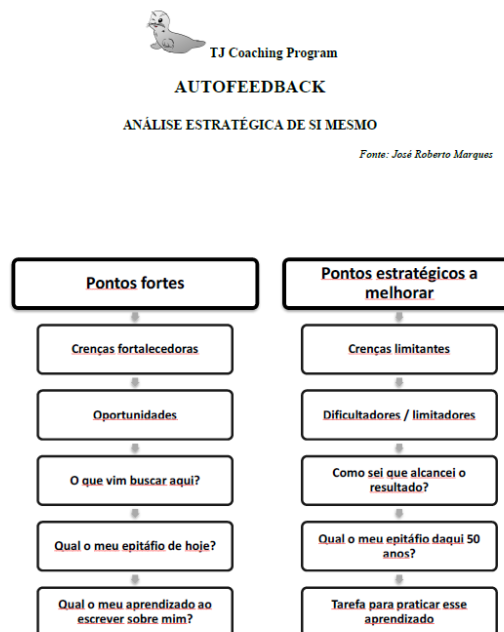 TJ Coaching Program
AUTOFEEDBACK
ANÁLISE ESTRATÉGICA DE SI MESMO
Fonte: José Roberto Marques
Pontos fortes
Crenças fortalecedoras
Oportunidades
O que vim buscar aqui?
Qual o meu epitáfio de hoje?
Qual o meu aprendizado ao
escrever sobre mim?
Pontos estratégicos a
melhorar
Crenças limitantes
Dificultadores / limitadores
Como sei que alcancei o
resultado?
Qual o meu epitáfio daqui 50
anos?
Tarefa para praticar esse
aprendizado